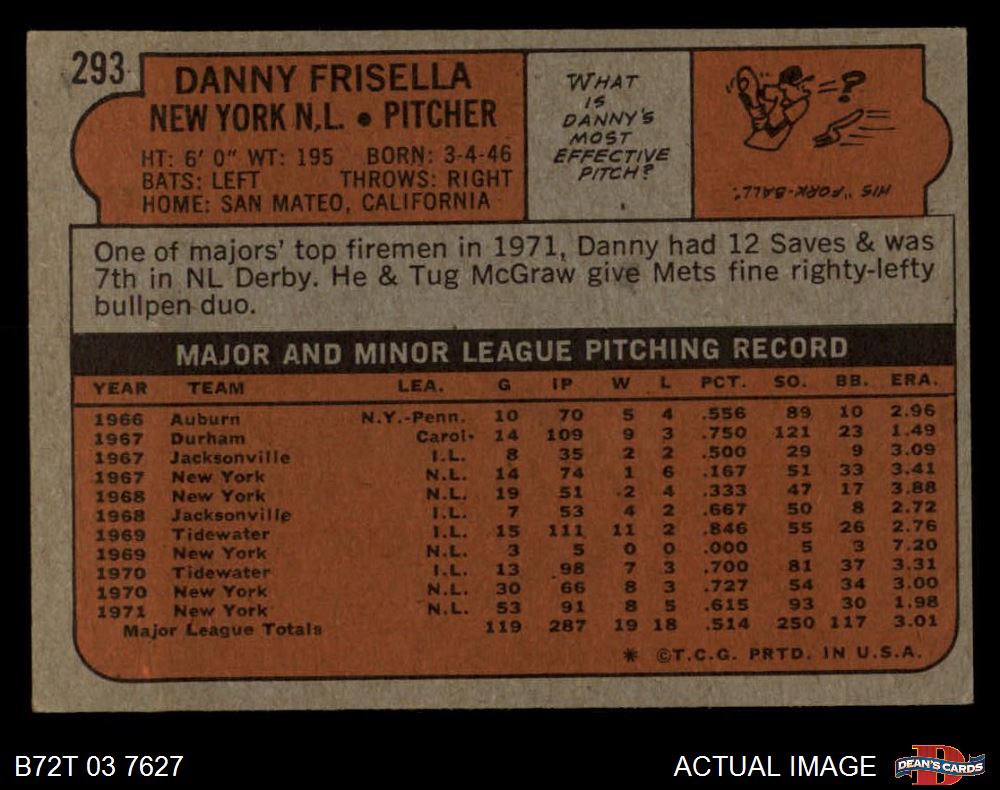 293
DANNY FRISELLA
NEW YORK N.L. • PITCHER
HT: 6' 0" WT: 195 BORN: 3-4-46
BATS: LEFT THROWS: RIGHT
HOME: SAN MATEO, CALIFORNIA
WHAT
IS
DANNY'S
MOST
EFFECTIVE
PITCH?
?
HIS "FORK-BALL".
One of majors' top firemen in 1971, Danny had 12 Saves & was
7th in NL Derby. He & Tug McGraw give Mets fine righty-lefty
bullpen duo.
MAJOR AND MINOR LEAGUE PITCHING RECORD
YEAR TEAM LEA. G IP W L PCT. SO. BB. ERA.
1966 Auburn N.Y.-Penn. 10 70 5 4 .556 89 10 2.96
1967 Durham Carol. 14 109 9 3 .750 121 23 1.49
1967 Jacksonville I.L. 8 35 2 2 .500 29 9 3.09
1967 New York N.L. 14 74 1 6 .167 51 33 3.41
1968 New York N.L. 19 51 2 4 .333 47 17 3.88
1968 Jacksonville I.L. 7 53 4 2 .667 50 8 2.72
1969 Tidewater I.L. 15 111 11 2 .846 55 26 2.76
1969 New York N.L. 3 5 0 0 .000 5 3 7.20
1970 Tidewater I.L. 13 98 7 3 .700 81 37 3.31
1970 New York N.L. 30 66 8 3 .727 54 34 3.00
1971 New York N.L. 53 91 8 5 .615 93 30 1.98
Major League Totals 119 287 19 18 .514 250 117 3.01
* ©T.C.G. PRTD. IN U.S.A.
B72T 03 7627
ACTUAL IMAGE
D
DEAN'S CARDS